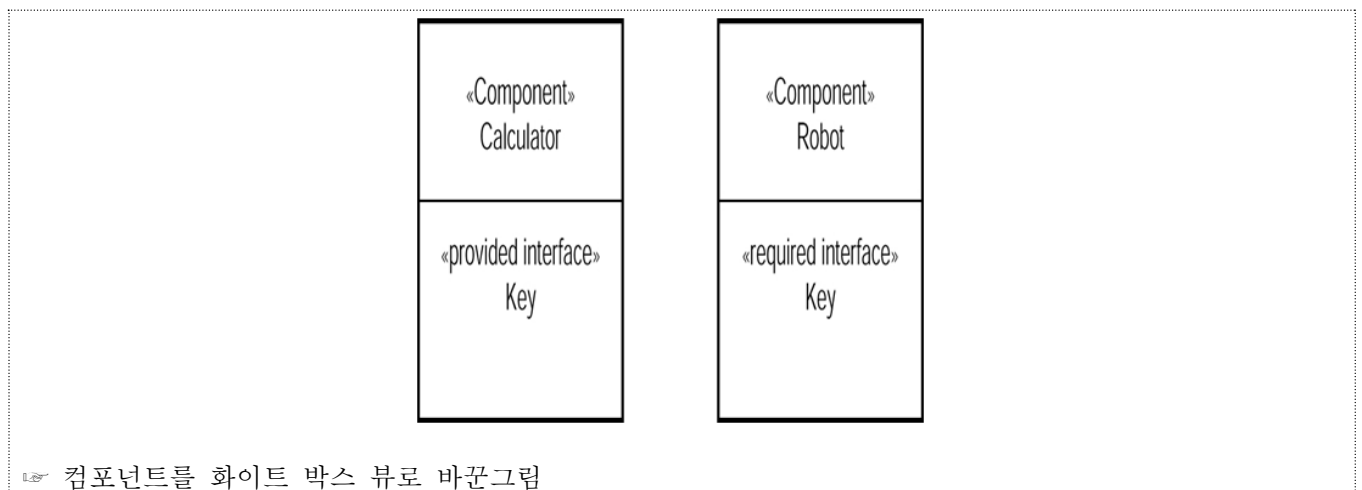 «Component»
Calculator
«provided interface»
Key
«Component»
Robot
«required interface»
Key
☞ 컴포넌트를 화이트 박스 뷰로 바꾼그림